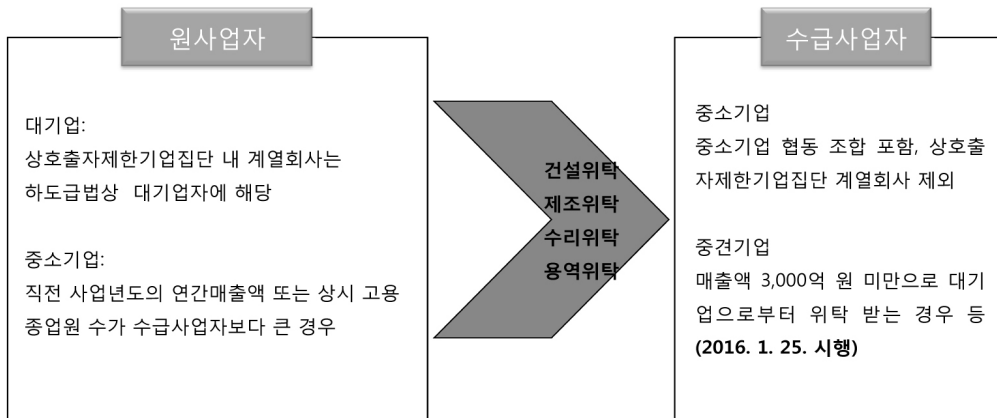 원사업자
대기업:
상호출자제한기업집단 내 계열회사는
하도급법상 대기업자에 해당
중소기업:
직전 사업년도의 연간매출액 또는 상시 고용
종업원 수가 수급사업자보다 큰 경우
건설위탁
제조위탁
수리위탁
용역위탁
수급사업자
중소기업
중소기업 협동 조합 포함, 상호출
자제한기업집단 계열회사 제외
중견기업
매출액 3,000억 원 미만으로 대기
업으로부터 위탁 받는 경우 등
(2016. 1. 25. 시행)